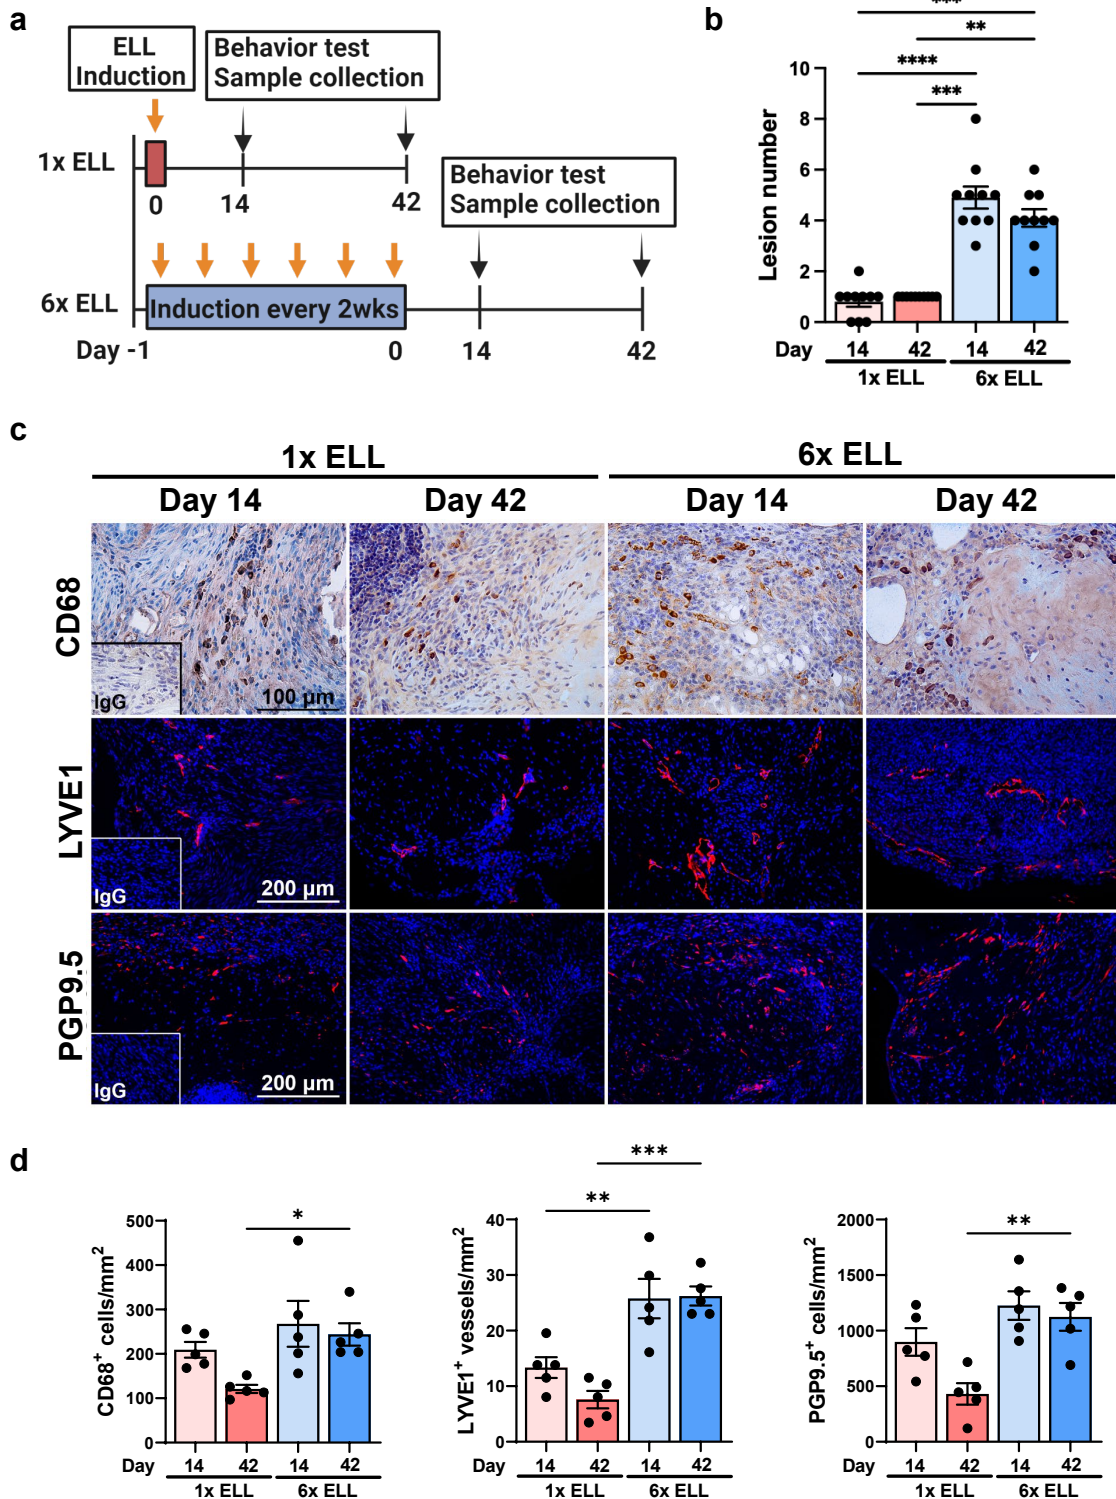 a
ELL
Induction
Behavior test
Sample collection
1x ELL
0
14
42
Behavior test
Sample collection
6x ELL
Induction every 2wks
Day -1
0
14
42
b
***
**
****
***
Lesion number
10
8
6
4
2
0
Day
14
42
14
42
1x ELL
6x ELL
c
1x ELL
6x ELL
Day 14
Day 42
Day 14
Day 42
CD68
IgG
100 µm
LYVE1
IgG
200 µm
PGP9.5
IgG
200 µm
d
*
CD68+ cells/mm2
500
400
300
200
100
0
Day
14
42
14
42
1x ELL
6x ELL
***
**
LYVE1+ vessels/mm2
40
30
20
10
0
Day
14
42
14
42
1x ELL
6x ELL
**
PGP9.5+ cells/mm2
2000
1500
1000
500
0
Day
14
42
14
42
1x ELL
6x ELL